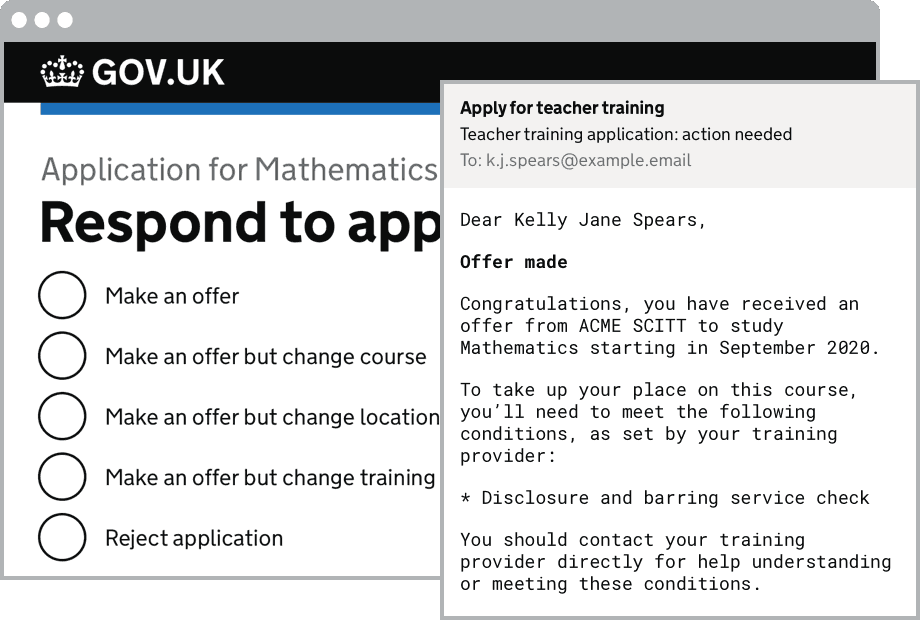 GOV.UK
Application for Mathematics
Respond to app
Make an offer
Make an offer but change course
Make an offer but change location
Make an offer but change training
Reject application
Apply for teacher training
Teacher training application: action needed
To: k.j.spears@example.email
Dear Kelly Jane Spears,
Offer made
Congratulations, you have received an
offer from ACME SCITT to study
Mathematics starting in September 2020.
To take up your place on this course,
you’ll need to meet the following
conditions, as set by your training
provider:
* Disclosure and barring service check
You should contact your training
provider directly for help understanding
or meeting these conditions.